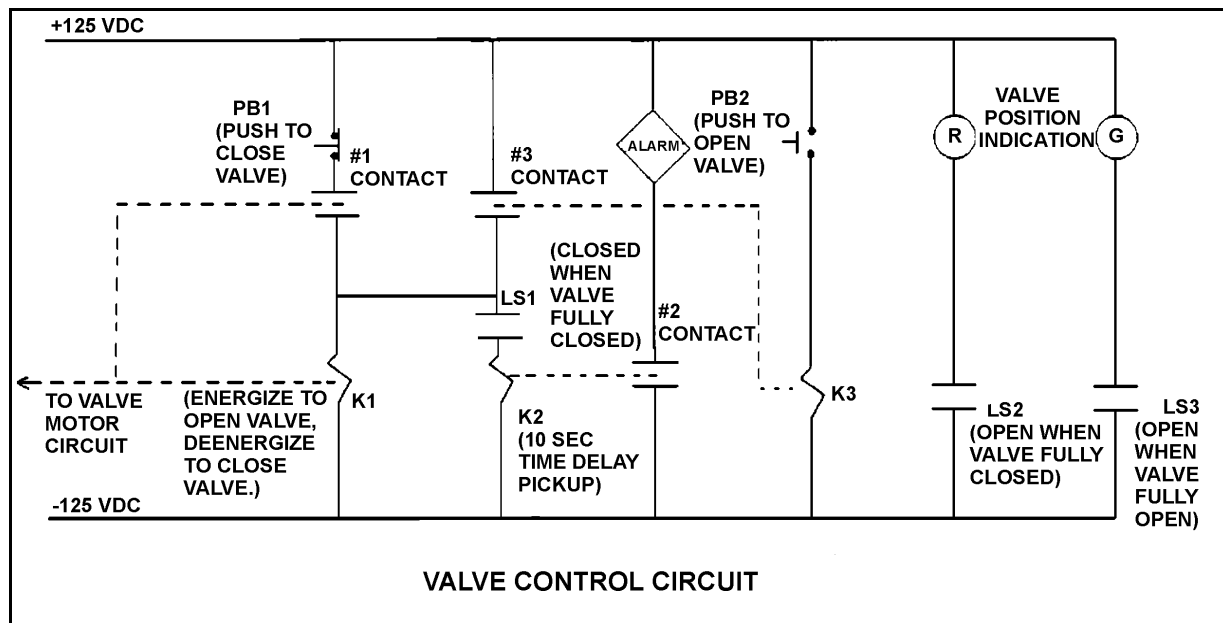 +125 VDC
PB1
(PUSH TO
CLOSE
VALVE)
#1
CONTACT
#3
CONTACT
ALARM
PB2
(PUSH TO
OPEN
VALVE)
R
VALVE
POSITION
INDICATION
G
LS1
(CLOSED
WHEN
VALVE
FULLY
CLOSED)
#2
CONTACT
TO VALVE
MOTOR
CIRCUIT
(ENERGIZE TO
OPEN VALVE,
DEENERGIZE
TO CLOSE
VALVE.)
K1
K2
(10 SEC
TIME DELAY
PICKUP)
K3
LS2
(OPEN WHEN
VALVE FULLY
CLOSED)
LS3
(OPEN
WHEN
VALVE
FULLY
OPEN)
-125 VDC
VALVE CONTROL CIRCUIT